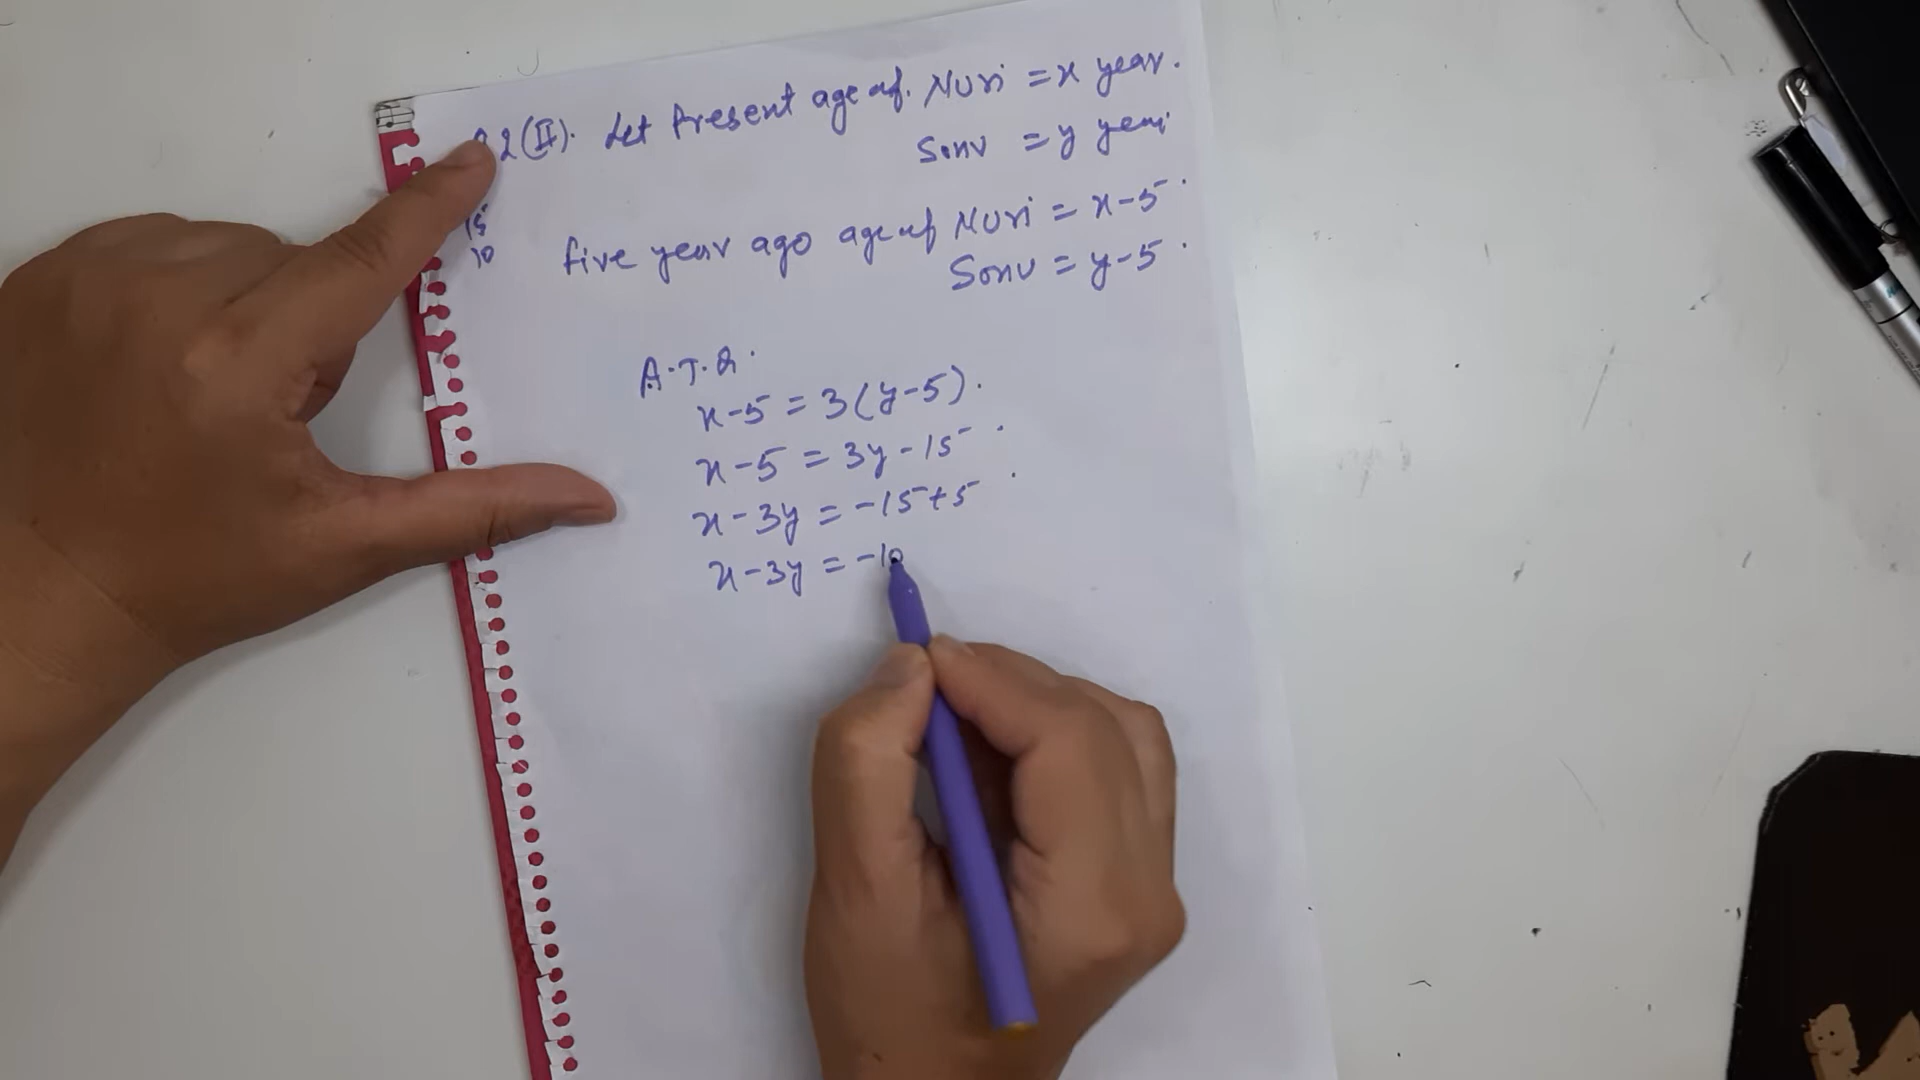 Q2(II). Let Present age of. Nuri = x year.
Sonu = y year
15
10
five year ago age of Nuri = x-5.
Sonu = y-5.
A.T.Q.
x-5 = 3(y-5).
x-5 = 3y-15.
x-3y = -15+5.
x-3y = -10